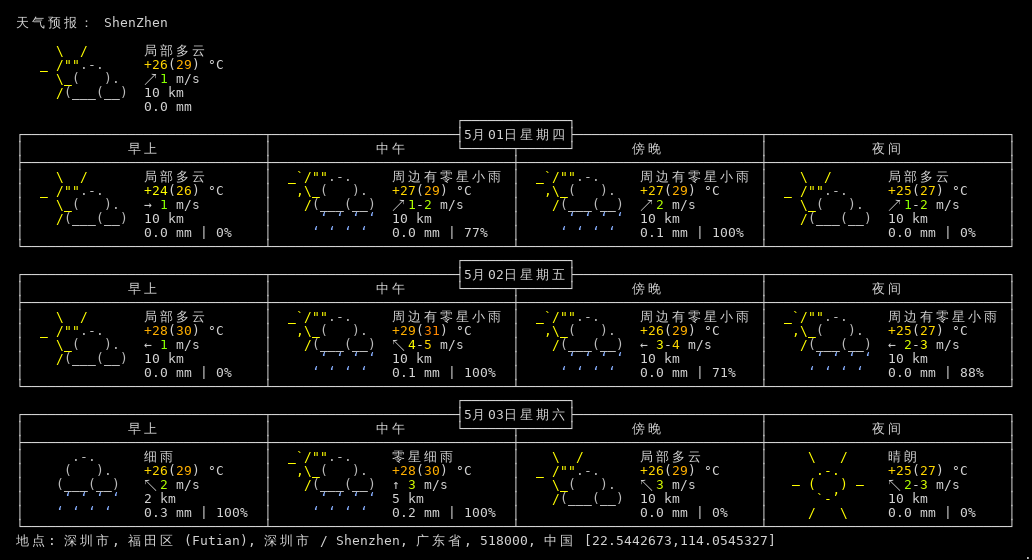 天气预报： ShenZhen
局部多云
+26(29) °C
↗ 1 m/s
10 km
0.0 mm
5月01日星期四
早上 中午 傍晚 夜间
局部多云 周边有零星小雨 周边有零星小雨 局部多云
+24(26) °C +27(29) °C +27(29) °C +25(27) °C
→ 1 m/s ↗ 1-2 m/s ↗ 2 m/s ↗ 1-2 m/s
10 km 10 km 10 km 10 km
0.0 mm | 0% 0.0 mm | 77% 0.1 mm | 100% 0.0 mm | 0%
5月02日星期五
早上 中午 傍晚 夜间
局部多云 周边有零星小雨 周边有零星小雨 周边有零星小雨
+28(30) °C +29(31) °C +26(29) °C +25(27) °C
← 1 m/s ↖ 4-5 m/s ← 3-4 m/s ← 2-3 m/s
10 km 10 km 10 km 10 km
0.0 mm | 0% 0.1 mm | 100% 0.0 mm | 71% 0.0 mm | 88%
5月03日星期六
早上 中午 傍晚 夜间
细雨 零星细雨 局部多云 晴朗
+26(29) °C +28(30) °C +26(29) °C +25(27) °C
↖ 2 m/s ↑ 3 m/s ↖ 3 m/s ↖ 2-3 m/s
2 km 5 km 10 km 10 km
0.3 mm | 100% 0.2 mm | 100% 0.0 mm | 0% 0.0 mm | 0%
地点: 深圳市, 福田区 (Futian), 深圳市 / Shenzhen, 广东省, 518000, 中国 [22.5442673,114.0545327]